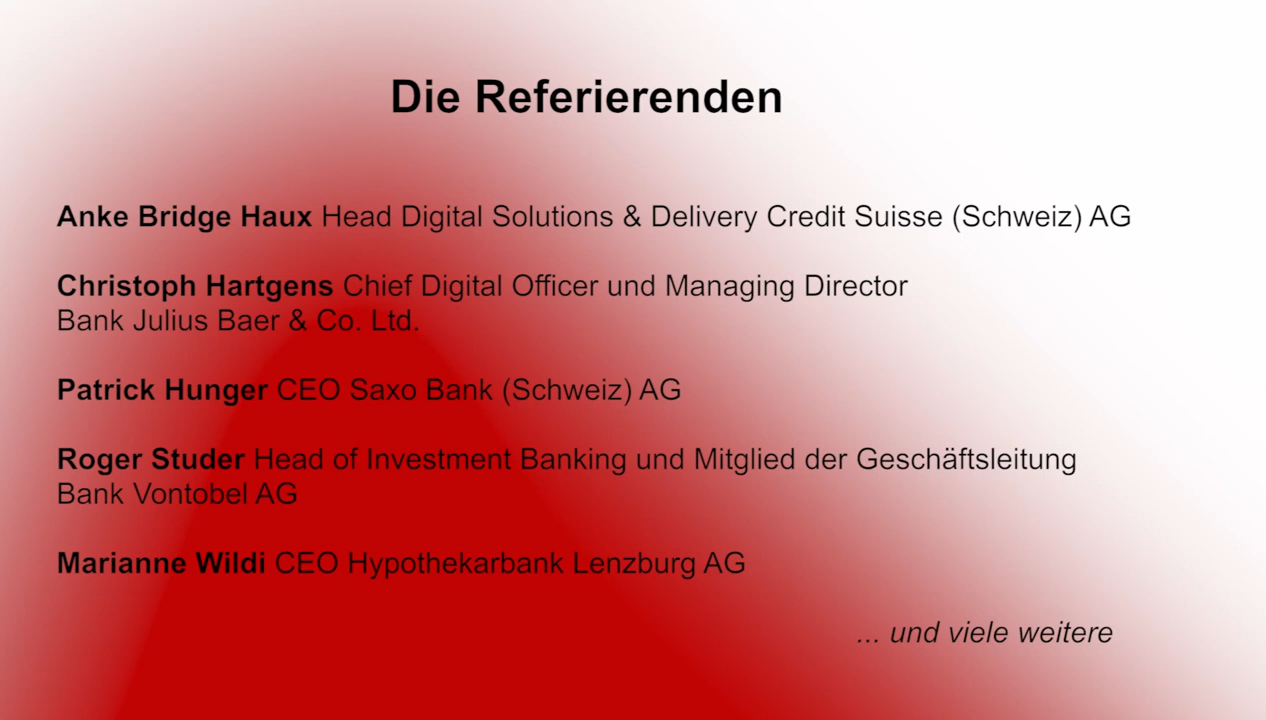 Die Referierenden
Anke Bridge Haux Head Digital Solutions & Delivery Credit Suisse (Schweiz) AG
Christoph Hartgens Chief Digital Officer und Managing Director
Bank Julius Baer & Co. Ltd.
Patrick Hunger CEO Saxo Bank (Schweiz) AG
Roger Studer Head of Investment Banking und Mitglied der Geschäftsleitung
Bank Vontobel AG
Marianne Wildi CEO Hypothekarbank Lenzburg AG
... und viele weitere